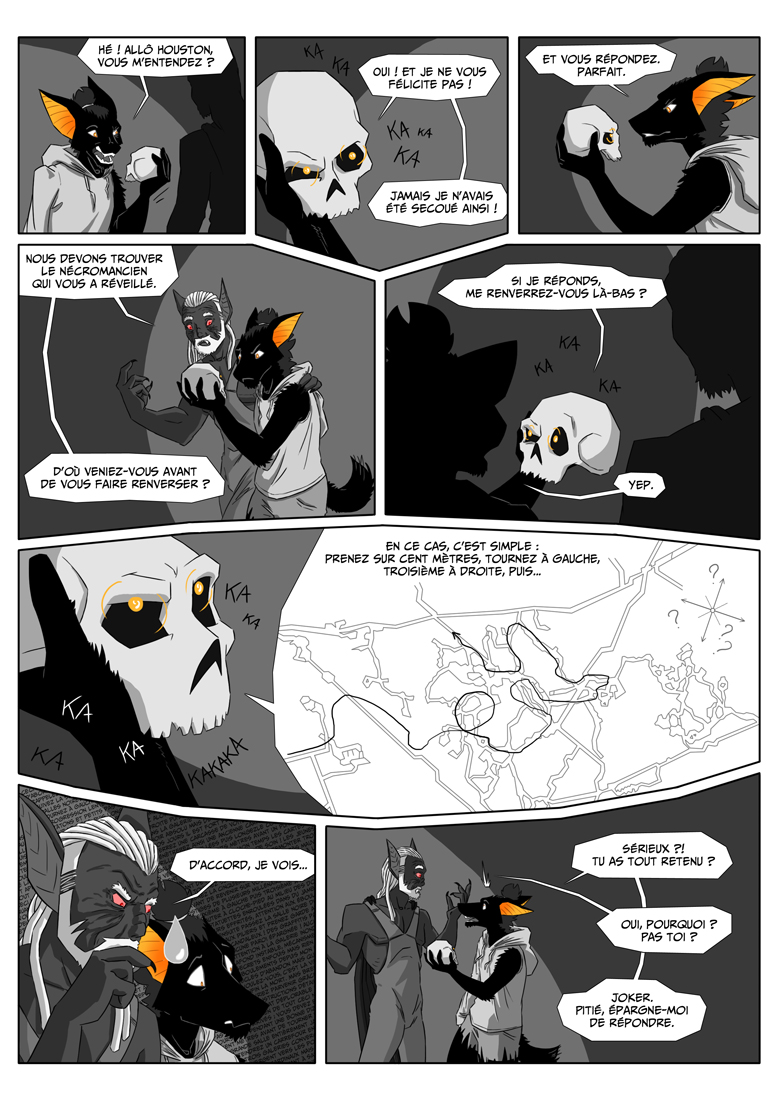 HÉ ! ALLÔ HOUSTON,
VOUS M'ENTENDEZ ?
KA
KA
OUI ! ET JE NE VOUS
FÉLICITE PAS !
KA KA
KA
JAMAIS JE N'AVAIS
ÉTÉ SECOUÉ AINSI !
ET VOUS RÉPONDEZ.
PARFAIT.
NOUS DEVONS TROUVER
LE NÉCROMANCIEN
QUI VOUS A RÉVEILLÉ.
D'OÙ VENIEZ-VOUS AVANT
DE VOUS FAIRE RENVERSER ?
SI JE RÉPONDS,
ME RENVERREZ-VOUS LÀ-BAS ?
KA
KA
KA
YEP.
KA
KA
KA
KA
KA
KAKAKA
EN CE CAS, C'EST SIMPLE :
PRENEZ SUR CENT MÈTRES, TOURNEZ À GAUCHE,
TROISIÈME À DROITE, PUIS...
?
?
?
?
D'ACCORD, JE VOIS...
SÉRIEUX ?!
TU AS TOUT RETENU ?
OUI, POURQUOI ?
PAS TOI ?
JOKER.
PITIÉ, ÉPARGNE-MOI
DE RÉPONDRE.